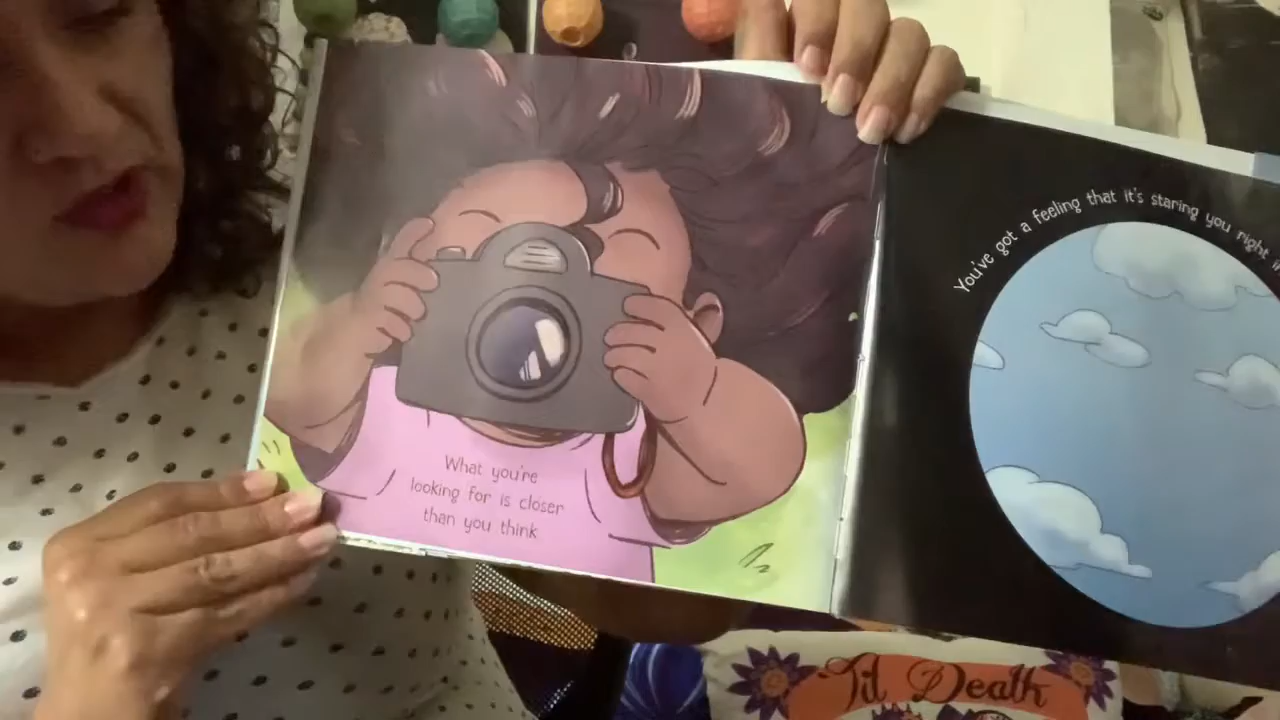 What you're
looking for is closer
than you think
You've got a feeling that it's staring you right
'Til Death